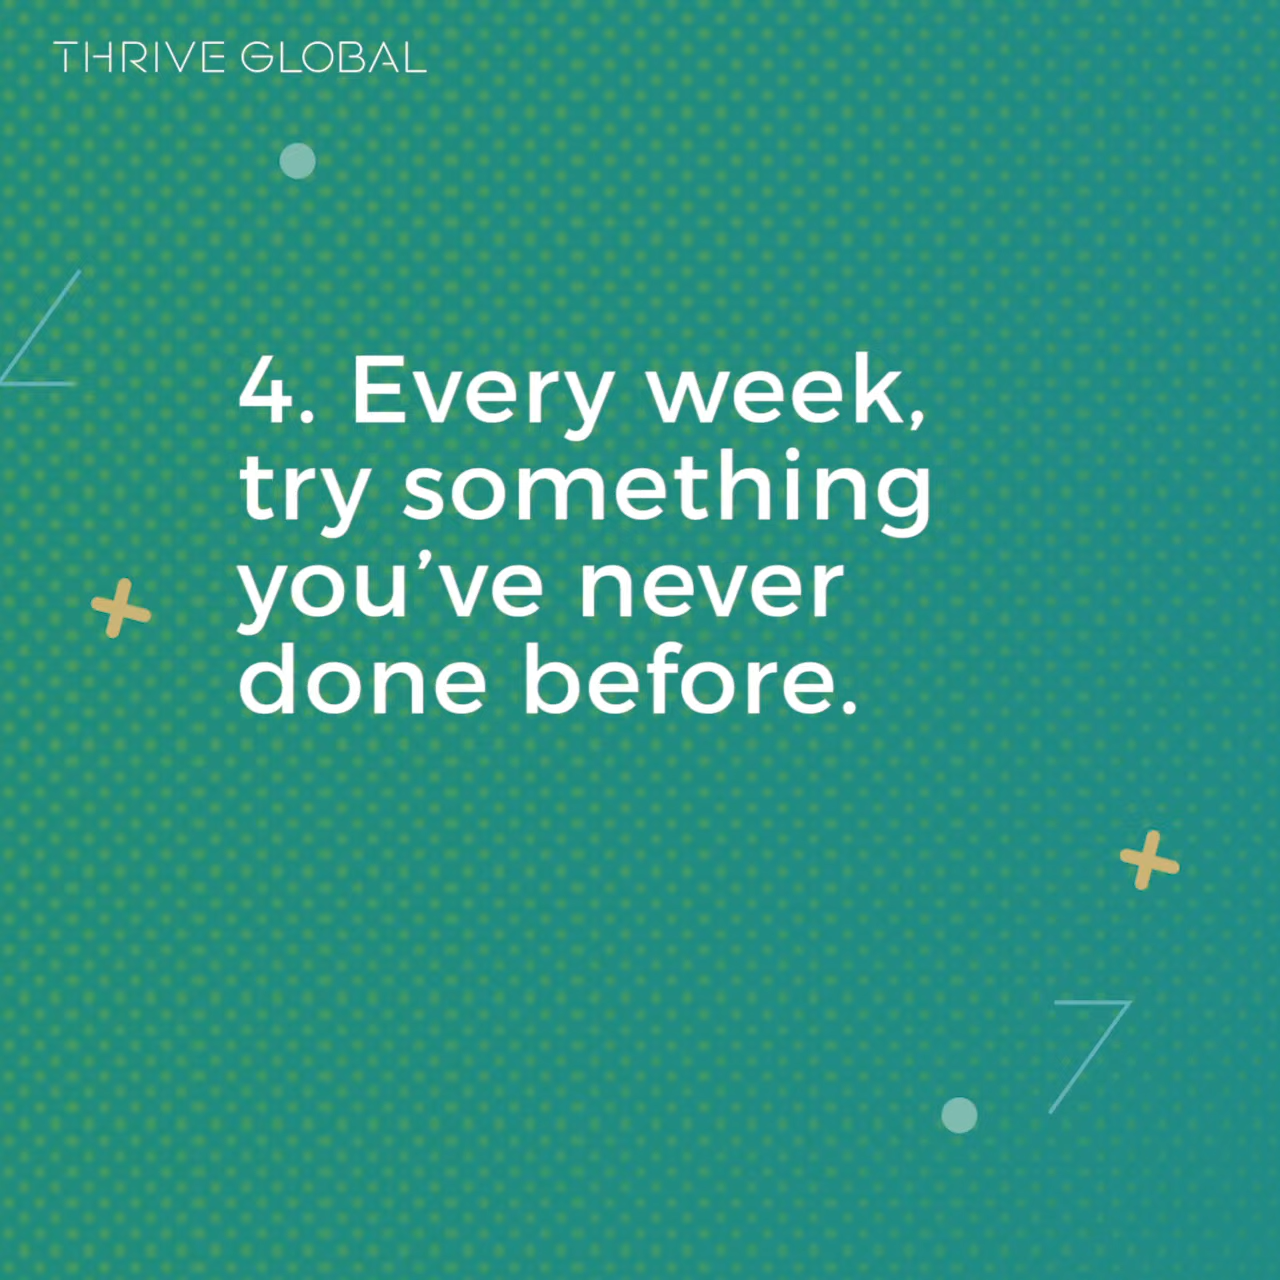 THRIVE GLOBAL
4. Every week,
try something
you’ve never
done before.